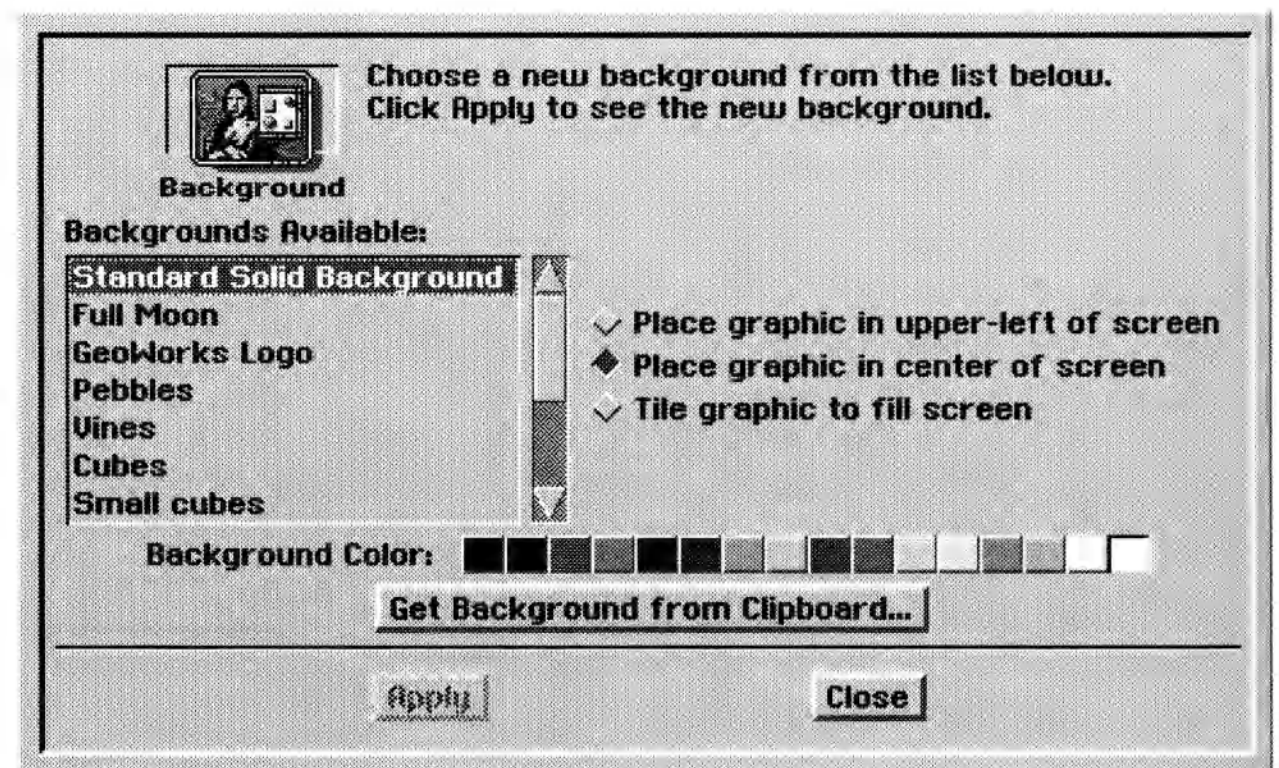 Choose a new background from the list below.
Click Apply to see the new background.
Background
Backgrounds Available:
Standard Solid Background
Full Moon
GeoWorks Logo
Pebbles
Vines
Cubes
Small cubes
Place graphic in upper-left of screen
Place graphic in center of screen
Tile graphic to fill screen
Background Color:
Get Background from Clipboard...
Apply
Close